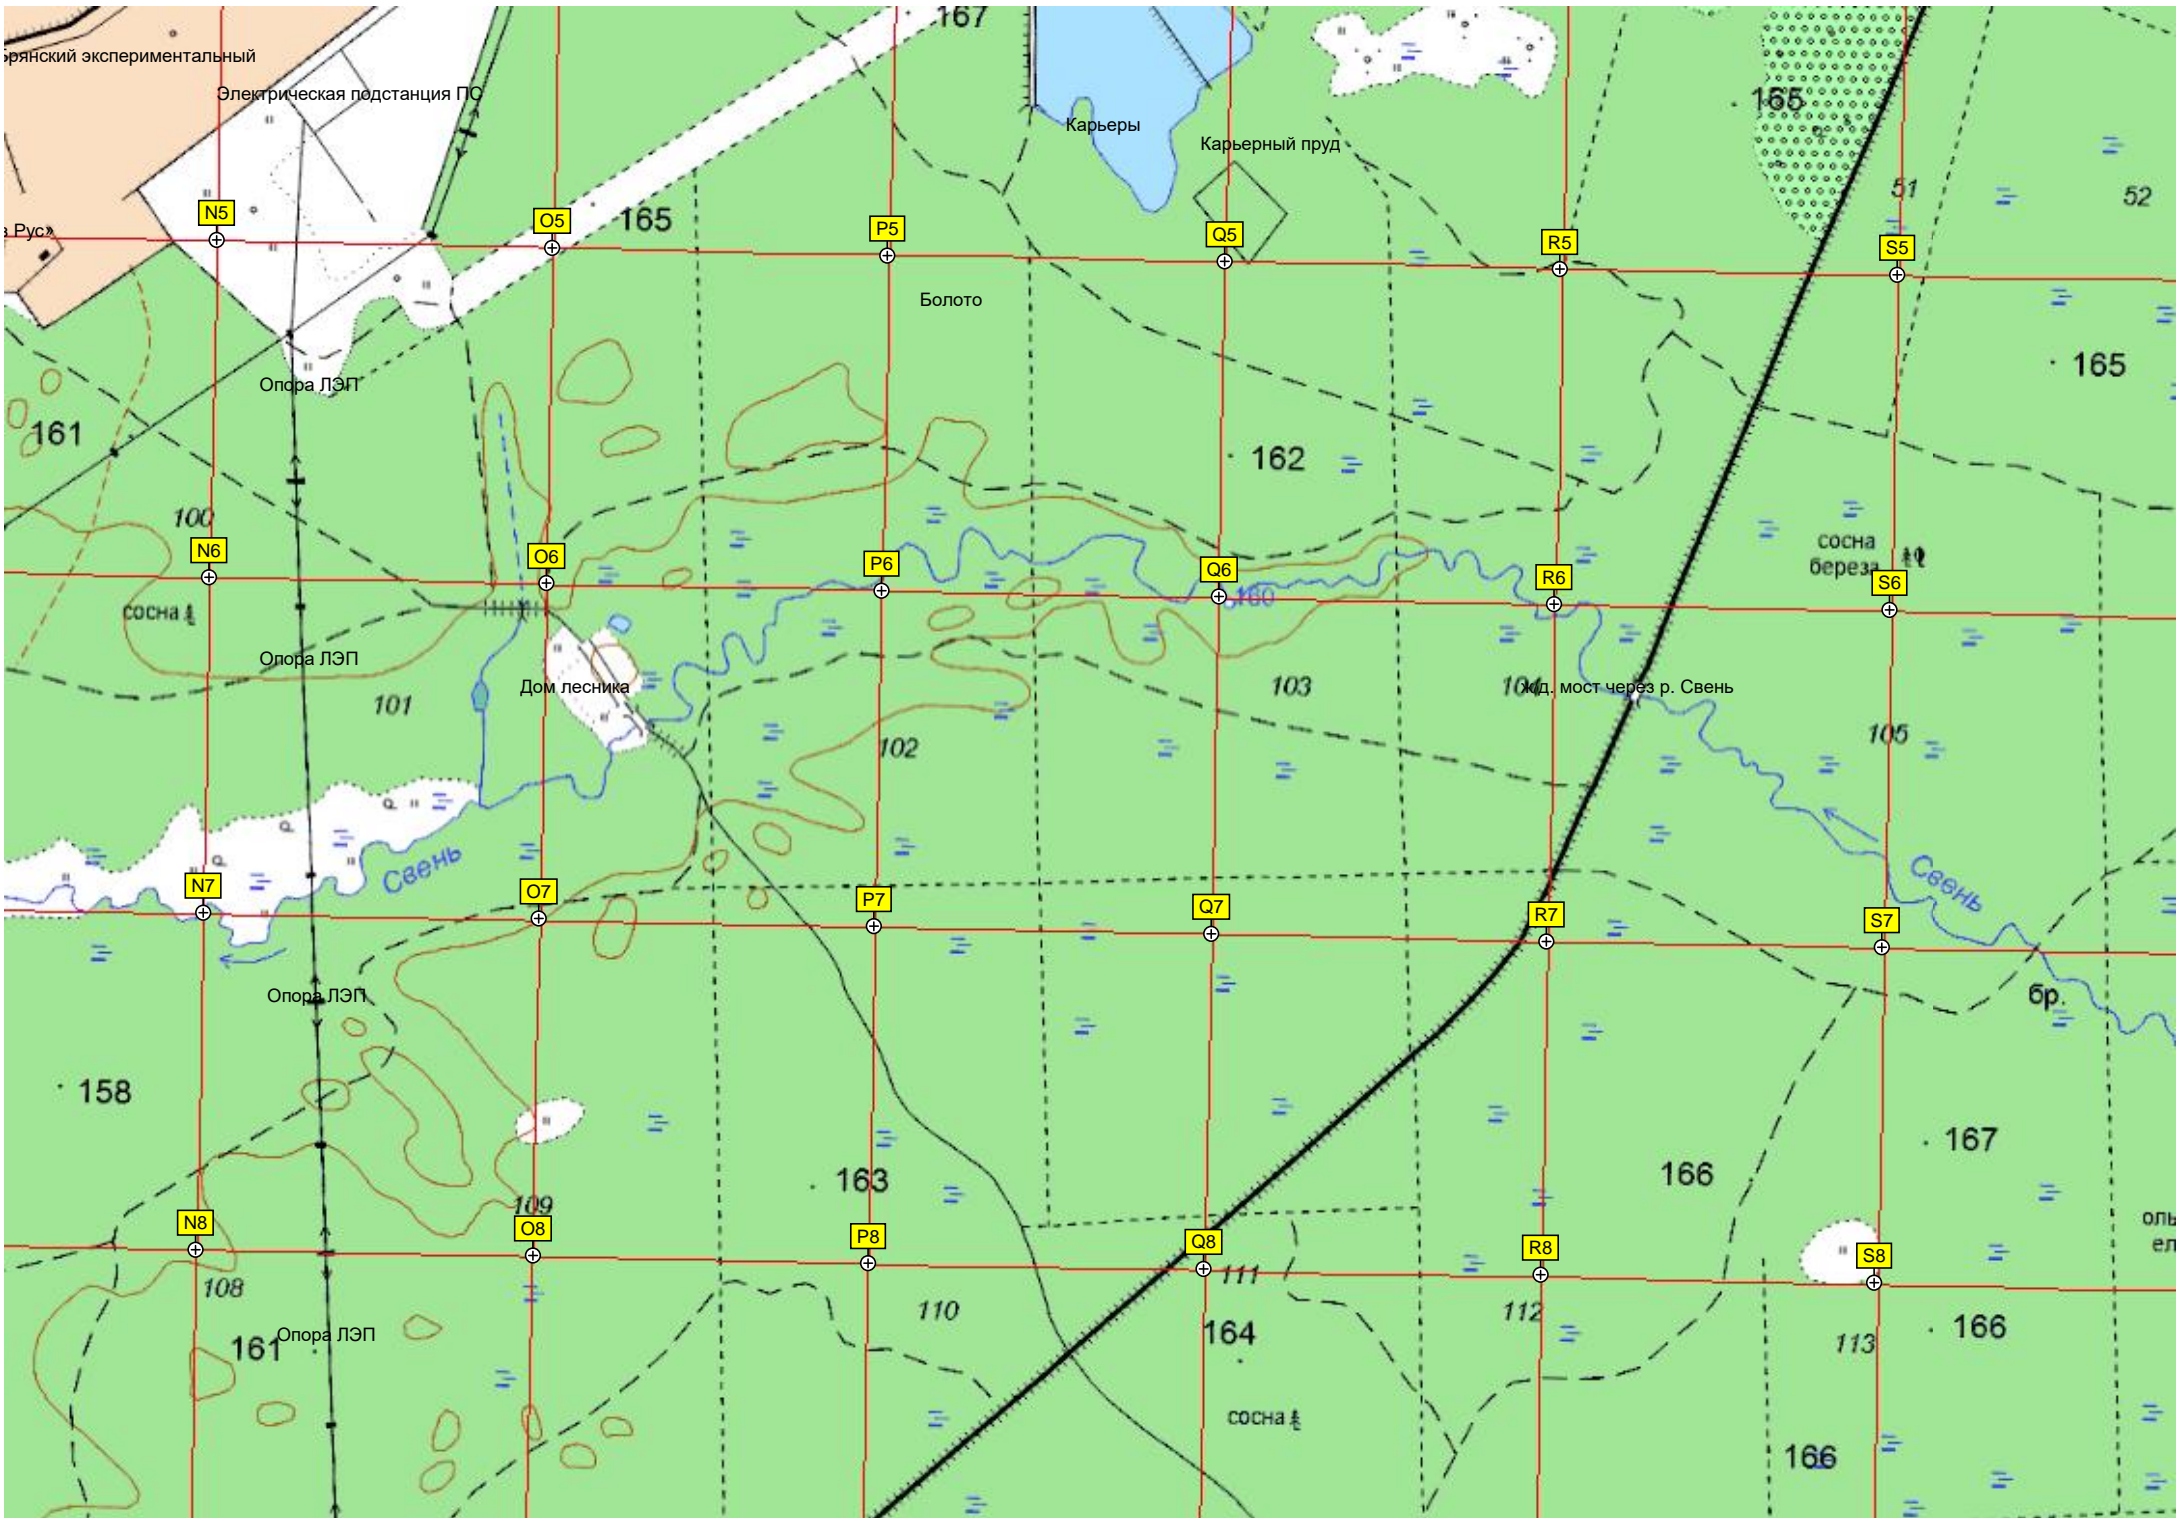 167
Брянский экспериментальный
Электрическая подстанция ПС
165
Карьеры
Карьерный пруд
51
52
N5
O5
165
P5
Q5
R5
S5
в Рус»
Болото
165
Опора ЛЭП
161
162
100
сосна
береза
N6
O6
P6
Q6
R6
S6
160
сосна
Опора ЛЭП
Дом лесника
101
103
104
ж/д. мост через р. Свень
102
105
Свень
Свень
N7
O7
P7
Q7
R7
S7
Опора ЛЭП
бр.
158
167
163
166
109
N8
O8
P8
Q8
R8
S8
оль
ел
108
111
110
112
161
Опора ЛЭП
164
113
166
сосна
166